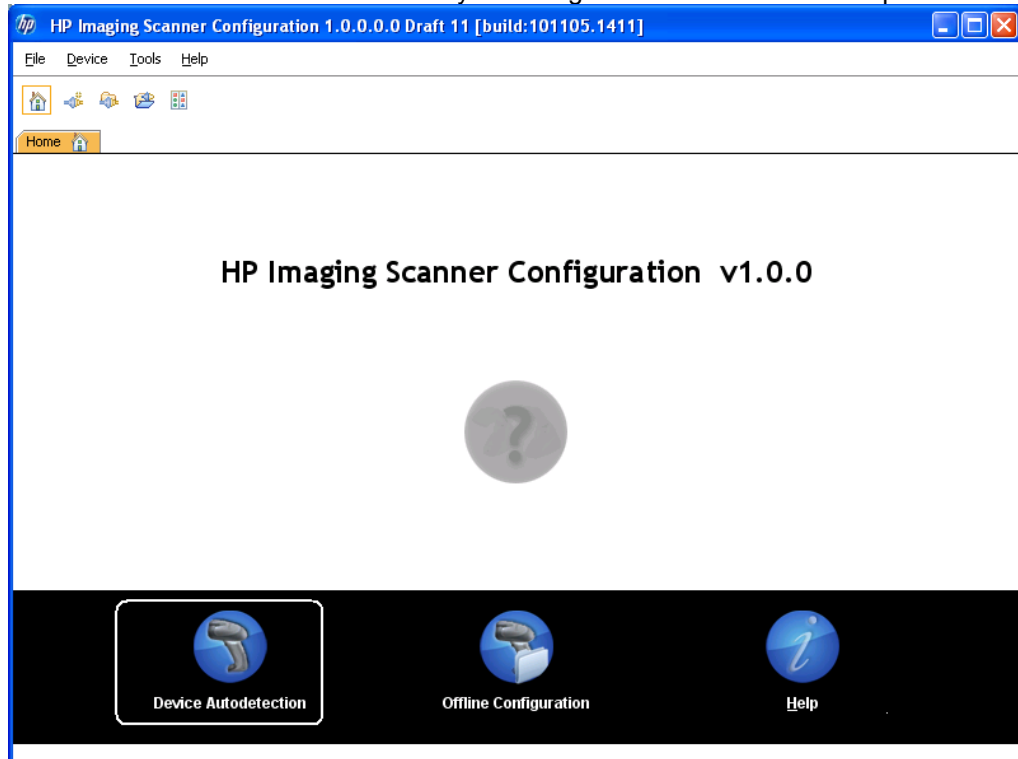 HP Imaging Scanner Configuration 1.0.0.0.0 Draft 11 [build:101105.1411]
File Device Tools Help
Home
HP Imaging Scanner Configuration v1.0.0
?
Device Autodetection Offline Configuration Help